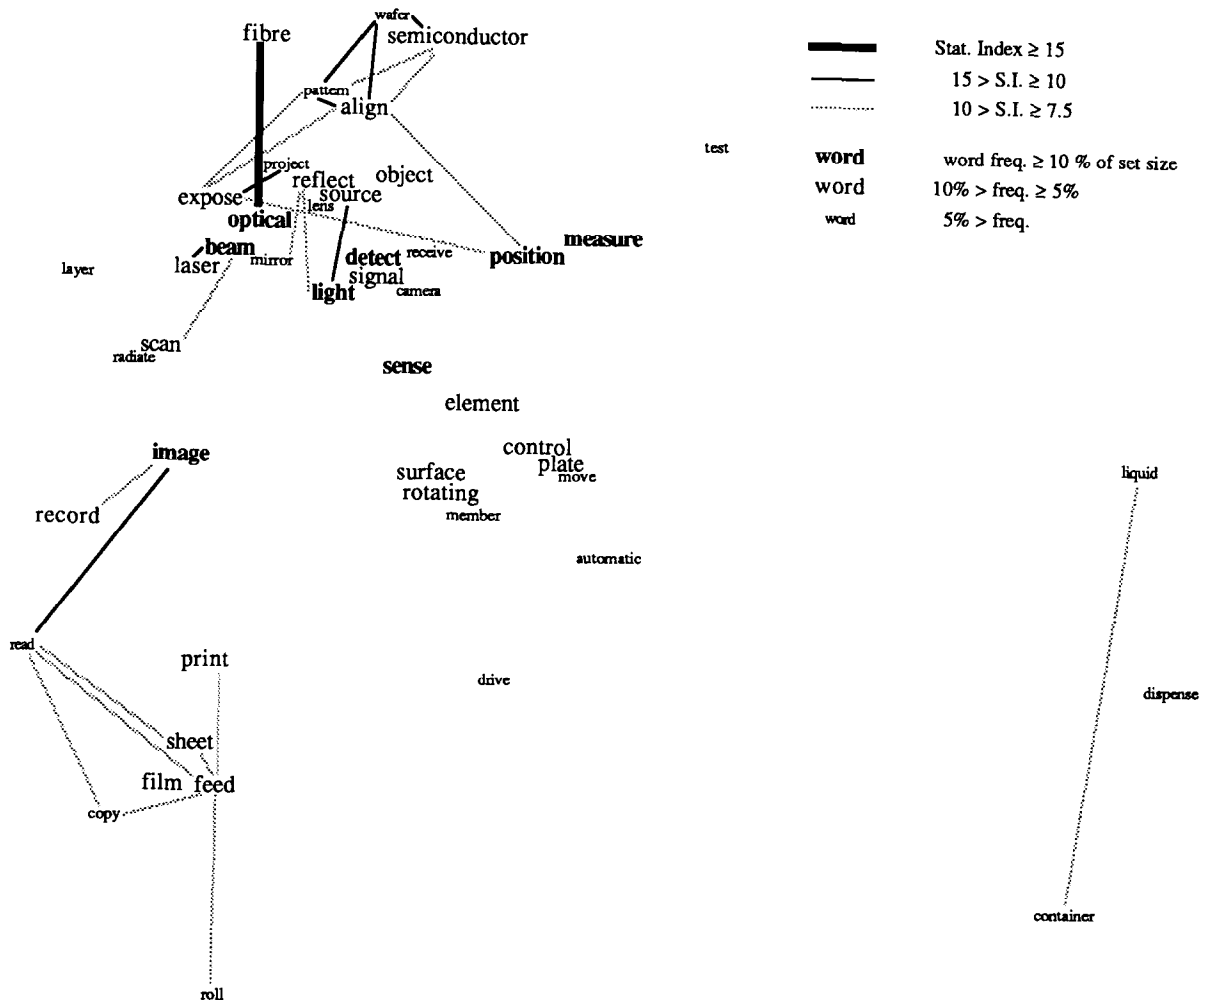 wafer
fibre
semiconductor
Stat. Index ≥ 15
15 > S.I. ≥ 10
pattern
align
10 > S.I. ≥ 7.5
test
word word freq. ≥ 10 % of set size
project
reflect
object
word 10% > freq. ≥ 5%
expose
source
lens
optical
word 5% > freq.
beam
measure
laser
mirror
detect
receive
position
layer
signal
light
camera
scan
radiate
sense
element
image
control
plate
surface
move
liquid
rotating
record
member
automatic
read
print
drive
dispense
sheet
film
feed
copy
container
roll